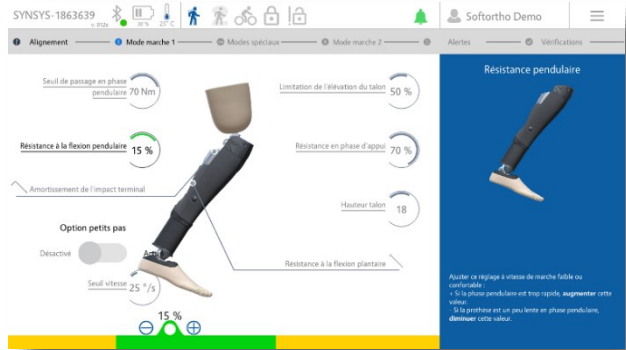 SYNSYS-1863639
v. 012e
30 %
25° C
Softortho Demo
Alignement
Mode marche 1
Modes spéciaux
Mode marche 2
Alertes
Vérifications
Seuil de passage en phase
pendulaire 70 Nm
Limitation de l'élévation du talon 50 %
Résistance à la flexion pendulaire 15 %
Résistance en phase d'appui 70 %
Amortissement de l'impact terminal
Hauteur talon 18
Option petits pas
Désactivé
Résistance à la flexion plantaire
Seuil vitesse 25 °/s
15 %
Résistance pendulaire
Ajuster ce réglage à vitesse de marche faible ou
confortable :
+ Si la phase pendulaire est trop rapide, augmenter cette
valeur.
- Si la prothèse est un peu lente en phase pendulaire,
diminuer cette valeur.